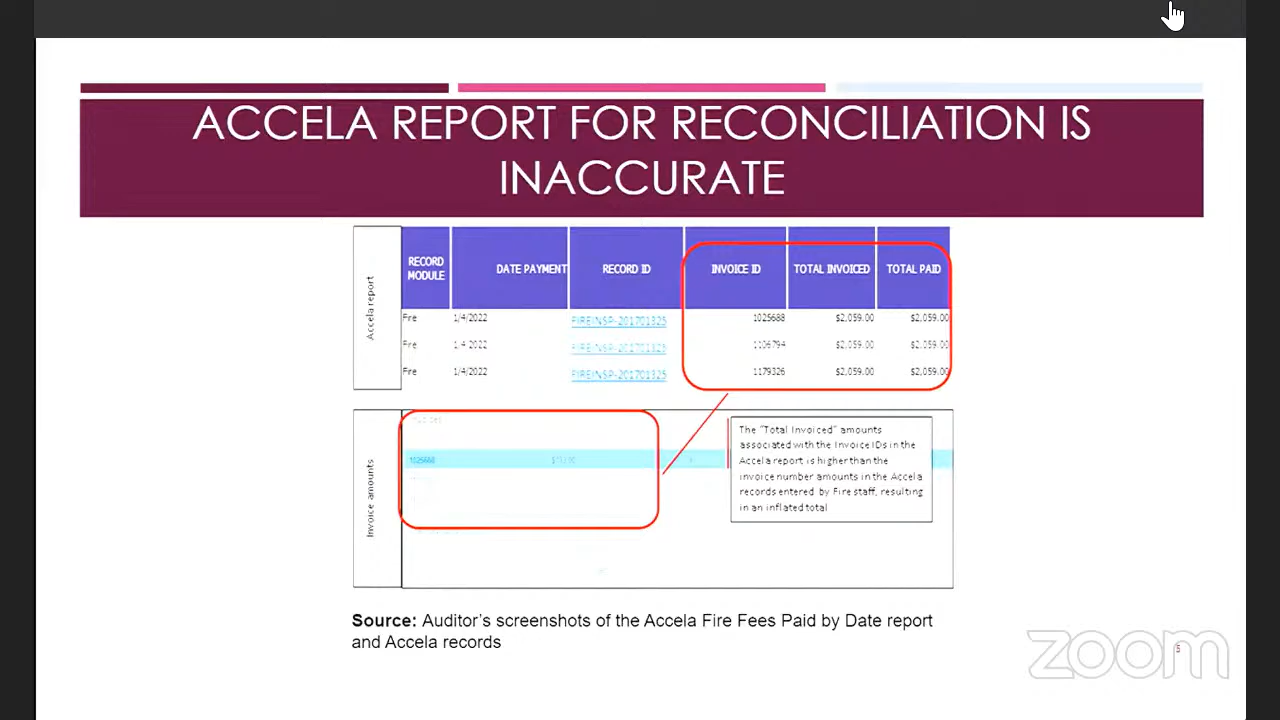 ACCELA REPORT FOR RECONCILIATION IS
INACCURATE
Accela report
RECORD MODULE DATE PAYMENT RECORD ID INVOICE ID TOTAL INVOICED TOTAL PAID
Fire 1/4/2022 FIREINSP-201701325 1025688 $2,059.00 $2,059.00
Fire 1/4/2022 FIREINSP-201701325 1106794 $2,059.00 $2,059.00
Fire 1/4/2022 FIREINSP-201701325 1179326 $2,059.00 $2,059.00
Invoice amounts
1025688
The "Total Invoiced" amounts
associated with the Invoice IDs in the
Accela report is higher than the
invoice number amounts in the Accela
records entered by Fire staff, resulting
in an inflated total
Source: Auditor's screenshots of the Accela Fire Fees Paid by Date report
and Accela records
zoom
5